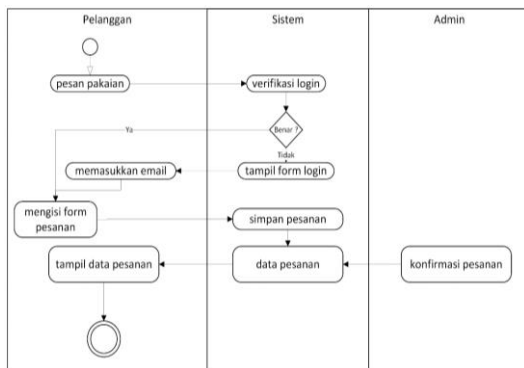 Pelanggan
Sistem
Admin
pesan pakaian
verifikasi login
Benar ?
Ya
Tidak
memasukkan email
tampil form login
mengisi form
pesanan
simpan pesanan
tampil data pesanan
data pesanan
konfirmasi pesanan